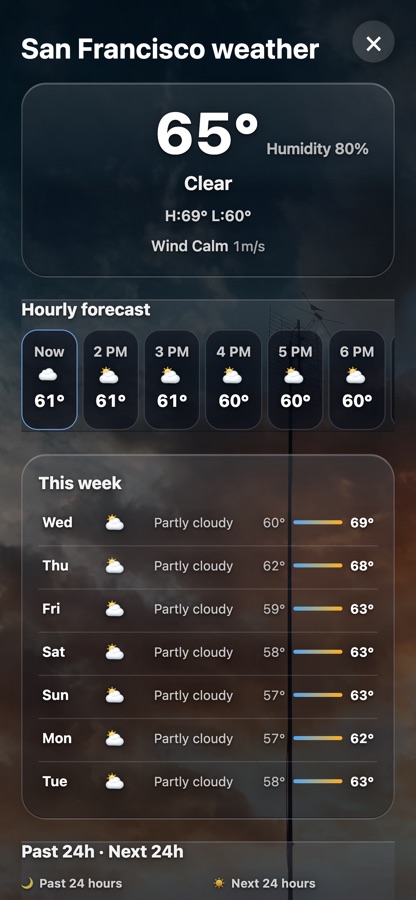 San Francisco weather
65° Humidity 80%
Clear
H:69° L:60°
Wind Calm 1m/s
Hourly forecast
Now 2 PM 3 PM 4 PM 5 PM 6 PM
61° 61° 61° 60° 60° 60°
This week
Wed Partly cloudy 60° 69°
Thu Partly cloudy 62° 68°
Fri Partly cloudy 59° 63°
Sat Partly cloudy 58° 63°
Sun Partly cloudy 57° 63°
Mon Partly cloudy 57° 62°
Tue Partly cloudy 58° 63°
Past 24h · Next 24h
Past 24 hours Next 24 hours